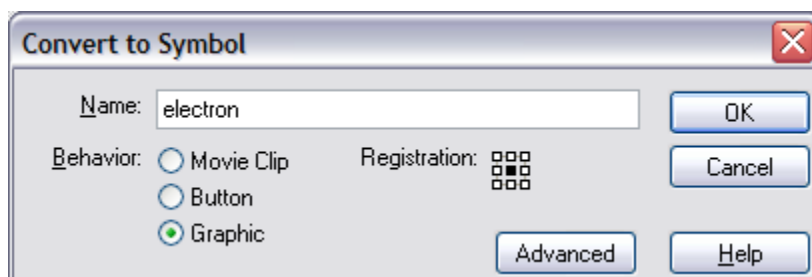 Convert to Symbol
Name: electron OK
Behavior: Movie Clip Registration: Cancel
Button
Graphic
Advanced Help